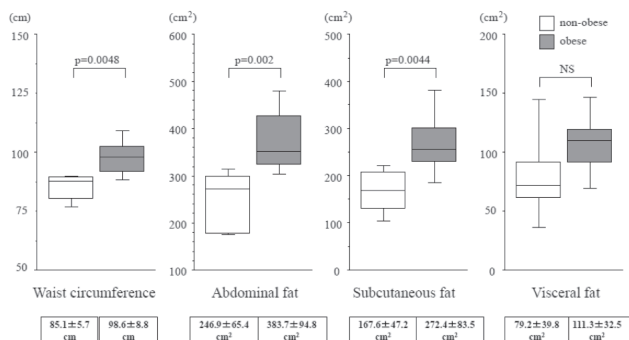 (cm) (cm²) (cm²) (cm²)
non-obese
obese
150 600 600 200
p=0.0048 p=0.002 p=0.0044 NS
125 500 500 150
400 400
100 300 100
300 200
75 50
200 100
50 100 0 0
Waist circumference Abdominal fat Subcutaneous fat Visceral fat
85.1±5.7 98.6±8.8 246.9±65.4 383.7±94.8 167.6±47.2 272.4±83.5 79.2±39.8 111.3±32.5
cm cm cm² cm² cm² cm² cm² cm²